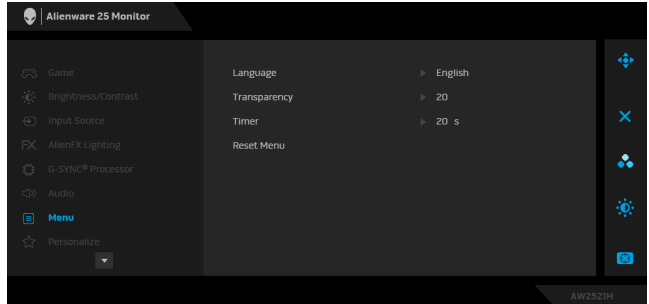 Alienware 25 Monitor
Game
Brightness/Contrast
Input Source
AlienFX Lighting
G-SYNC® Processor
Audio
Menu
Personalize
Language English
Transparency 20
Timer 20 s
Reset Menu
FX
AW2521H